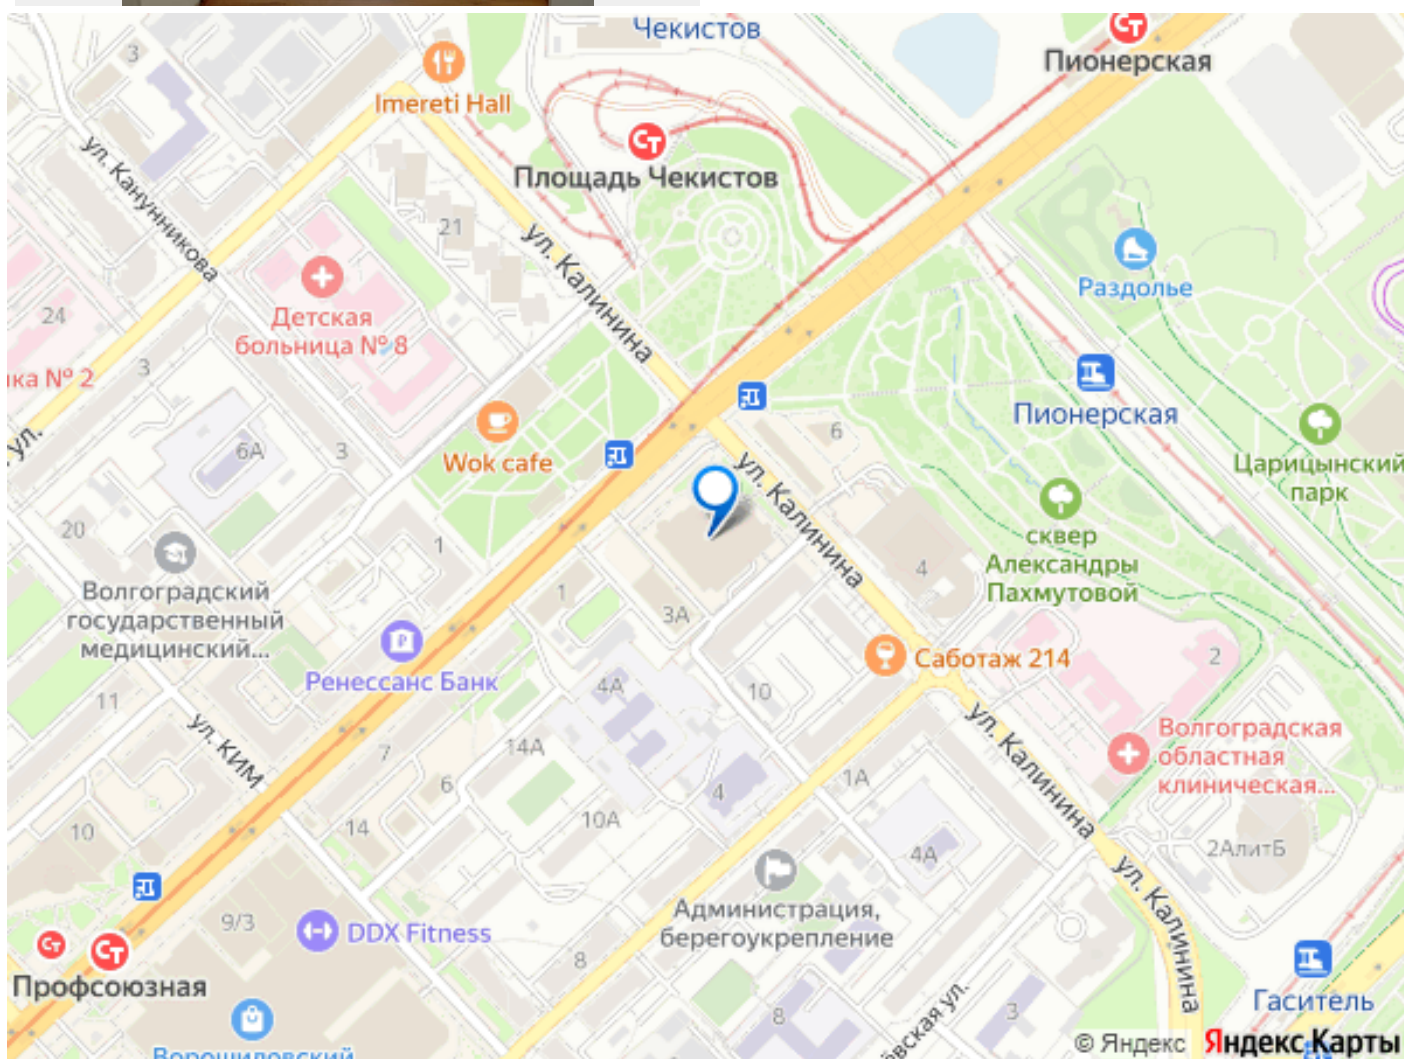 Чекистов
Пионерская
3
Imereti Hall
ул. Канунникова
Площадь Чекистов
21
ул. Калинина
Раздолье
24
Детская
больница № 8
3
№ 2
Пионерская
ул.
6А
3
Wok cafe
6
ул. Калинина
Царицынский
парк
20
1
сквер
Александры
Пахмутовой
4
Волгоградский
государственный
медицинский...
1
3А
Ренессанс Банк
Саботаж 214
2
4А
10
11
ул. КИМ
7
14А
ул. Калинина
Волгоградская
областная
клиническая...
6
4
1А
10
14
10А
4А
2АлитБ
ул. Калинина
9/3
DDX Fitness
Администрация,
берегоукрепление
8
Профсоюзная
Гаситель
8
3
ул.
Ворошиловский
© Яндекс Яндекс Карты